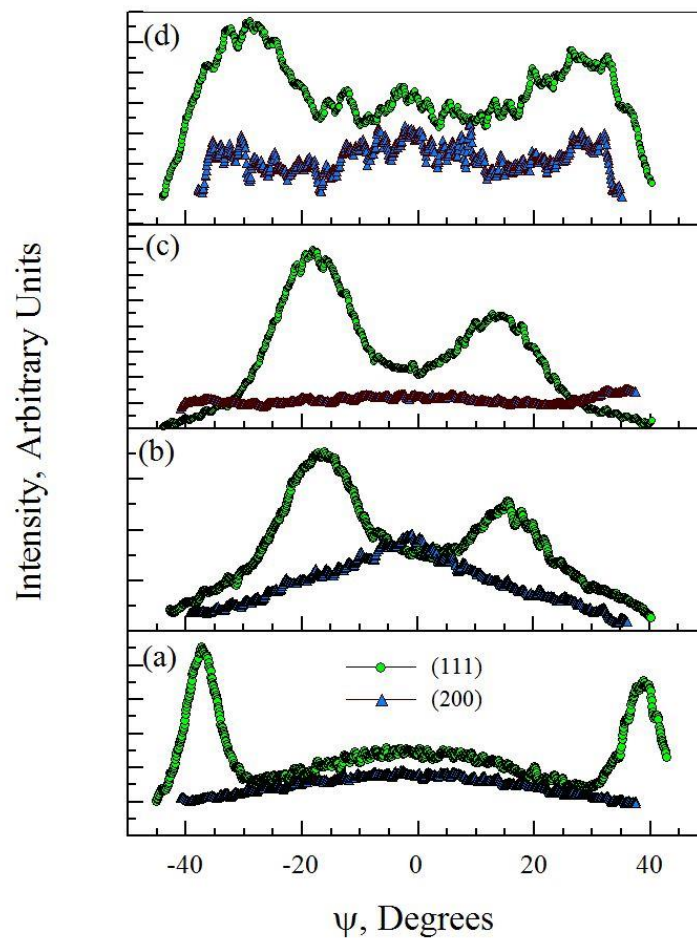 (d)
(c)
(b)
(a)
(111)
(200)
Intensity, Arbitrary Units
-40 -20 0 20 40
ψ, Degrees